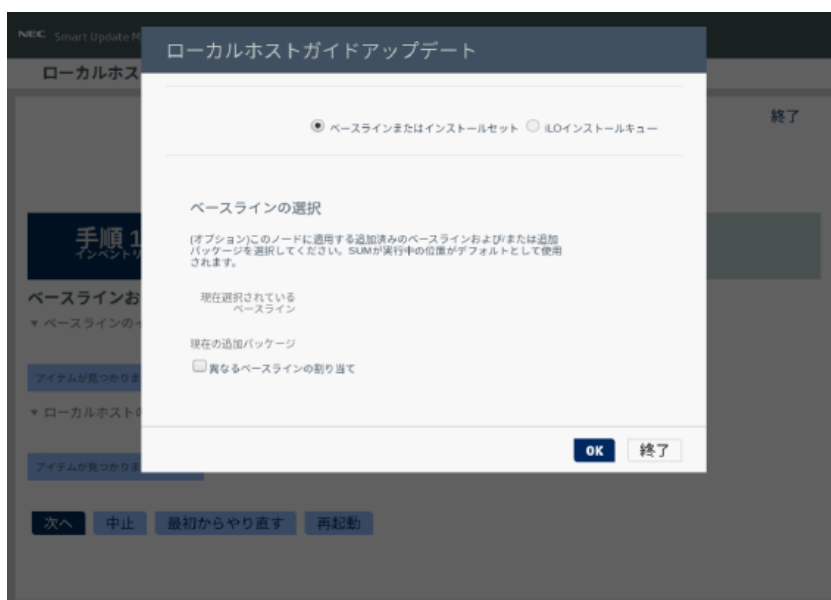 NEC Smart Update M
ローカルホス
ローカルホストガイドアップデート
終了
ベースラインまたはインストールセット iLOインストールキュー
ベースラインの選択
(オプション)このノードに適用する追加済みのベースラインおよび/または追加
パッケージを選択してください。SUMが実行中の位置がデフォルトとして使用
されます。
現在選択されている
ベースライン
現在の追加パッケージ
異なるベースラインの割り当て
OK 終了
手順 1
インベントリ
ベースラインお
▼ ベースラインのイ
アイテムが見つかりま
▼ ローカルホストの
アイテムが見つかりま
次へ 中止 最初からやり直す 再起動